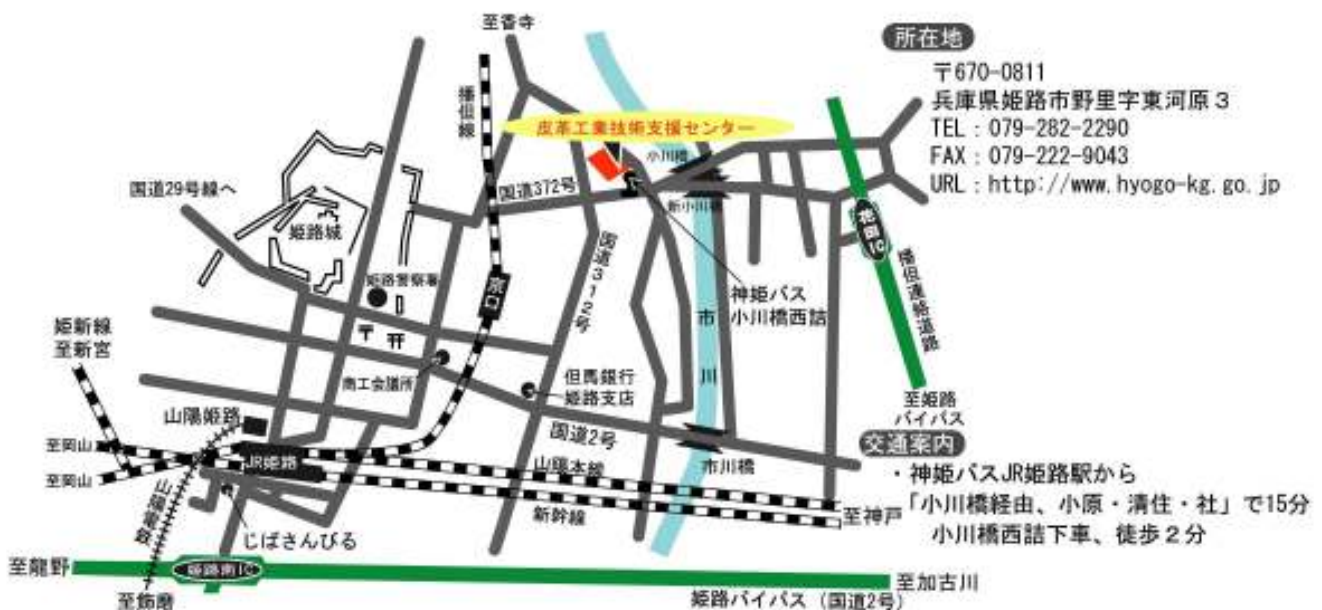 至香寺
所在地
〒670-0811
兵庫県姫路市野里字東河原3
TEL：079-282-2290
FAX：079-222-9043
URL：http://www.hyogo-kg.go.jp
播但線
皮革工業技術支援センター
小川橋
国道372号
新小川橋
国道29号線へ
姫路城
国道312号
花田IC
播但連絡道路
姫路警察署
京口
神姫バス
小川橋西詰
市川
姫新線
至新宮
〒
商工会議所
但馬銀行
姫路支店
至姫路
バイパス
山陽姫路
国道2号
市川橋
交通案内
・神姫バスJR姫路駅から
「小川橋経由、小原・清住・社」で15分
小川橋西詰下車、徒歩2分
至岡山
至岡山
JR姫路
山陽本線
新幹線
至神戸
山陽電鉄
じばさんびる
至龍野
姫路南IC
至加古川
至飾磨
姫路バイパス（国道2号）